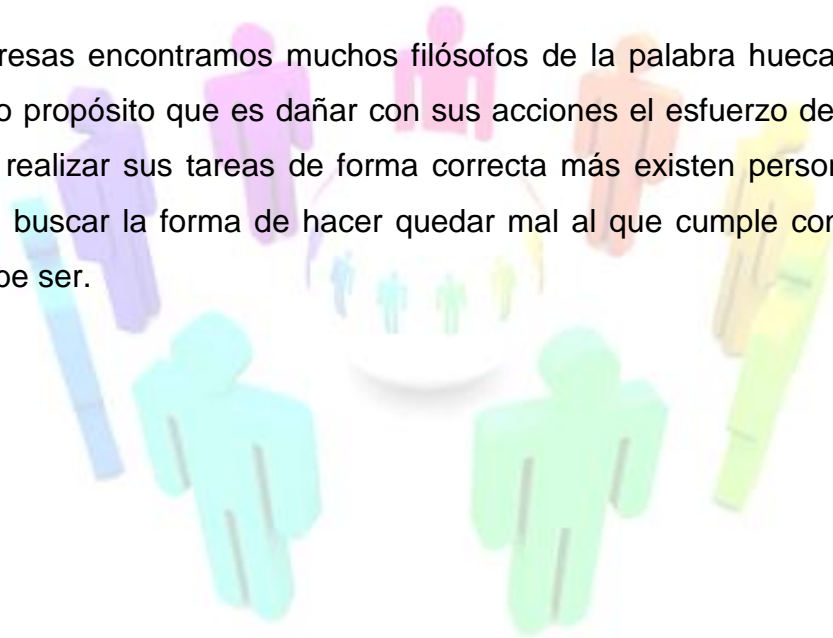 resas encontramos muchos filósofos de la palabra hueca
o propósito que es dañar con sus acciones el esfuerzo de
realizar sus tareas de forma correcta más existen person
buscar la forma de hacer quedar mal al que cumple con
be ser.